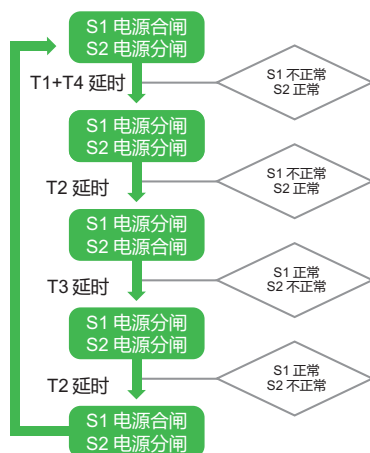 S1 电源合闸
S2 电源分闸
T1+T4 延时
S1 不正常
S2 正常
S1 电源分闸
S2 电源分闸
T2 延时
S1 不正常
S2 正常
S1 电源分闸
S2 电源合闸
T3 延时
S1 正常
S2 不正常
S1 电源分闸
S2 电源分闸
T2 延时
S1 正常
S2 不正常
S1 电源合闸
S2 电源分闸